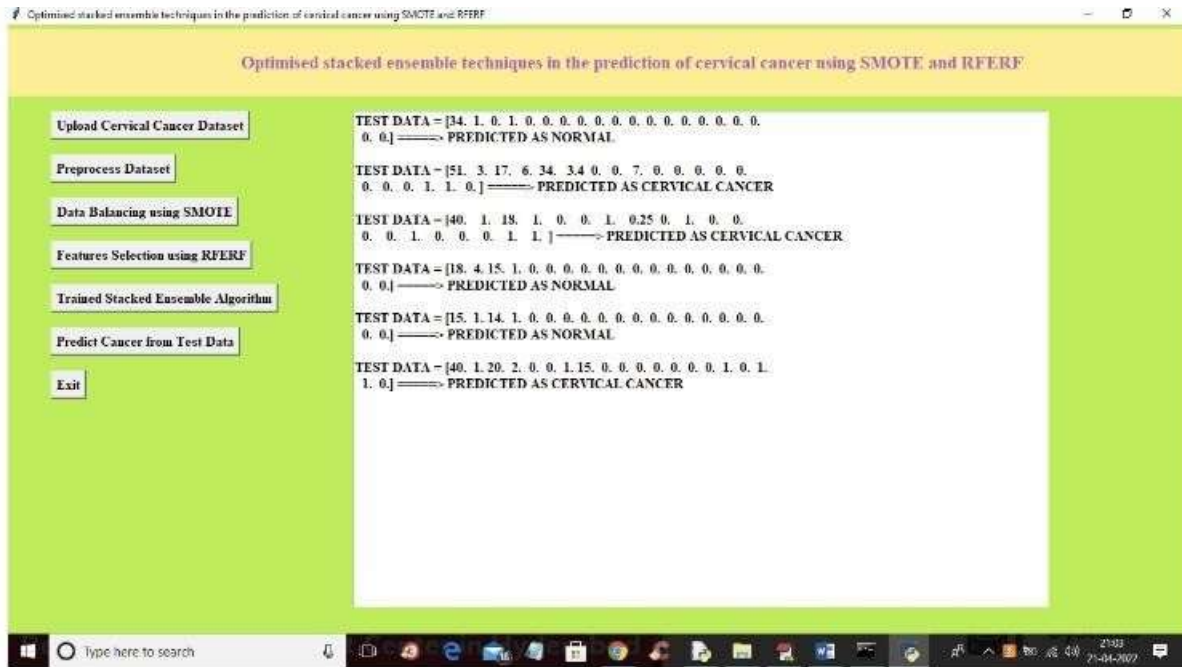 Optimised stacked ensemble techniques in the prediction of cervical cancer using SMOTE and RFERF
Optimised stacked ensemble techniques in the prediction of cervical cancer using SMOTE and RFERF
Upload Cervical Cancer Dataset
Preprocess Dataset
Data Balancing using SMOTE
Features Selection using RFERF
Trained Stacked Ensemble Algorithm
Predict Cancer from Test Data
Exit
TEST DATA = [34. 1. 0. 1. 0. 0. 0. 0. 0. 0. 0. 0. 0. 0. 0. 0. 0. 0.
0. 0.] =====> PREDICTED AS NORMAL
TEST DATA = [51. 3. 17. 6. 34. 3.4 0. 0. 7. 0. 0. 0. 0. 0. 0.
0. 0. 0. 1. 1. 0. ] =====> PREDICTED AS CERVICAL CANCER
TEST DATA = [40. 1. 18. 1. 0. 0. 1. 0.25 0. 1. 0. 0.
0. 0. 1. 0. 0. 0. 1. 1. ] =====> PREDICTED AS CERVICAL CANCER
TEST DATA = [18. 4. 15. 1. 0. 0. 0. 0. 0. 0. 0. 0. 0. 0. 0. 0. 0. 0.
0. 0.] =====> PREDICTED AS NORMAL
TEST DATA = [15. 1. 14. 1. 0. 0. 0. 0. 0. 0. 0. 0. 0. 0. 0. 0. 0. 0.
0. 0.] =====> PREDICTED AS NORMAL
TEST DATA = [40. 1. 20. 2. 0. 0. 1. 15. 0. 0. 0. 0. 0. 0. 0. 1. 0. 1.
1. 0.] =====> PREDICTED AS CERVICAL CANCER
Type here to search
21:03
21-04-2022